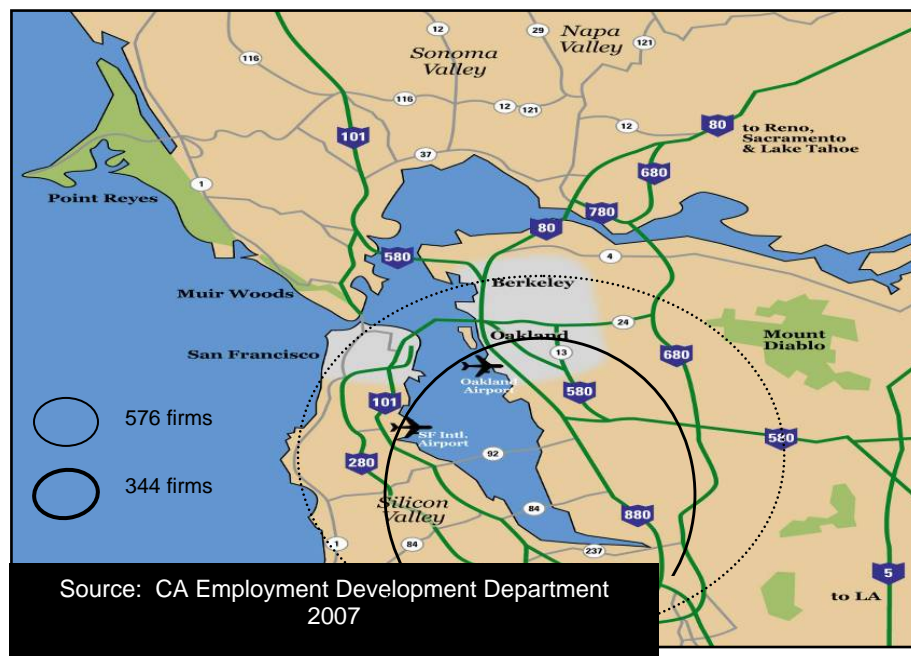 12
29
Napa
Valley
121
Sonoma
Valley
116
116
12
12
121
12
80
to Reno,
Sacramento
& Lake Tahoe
101
37
680
1
Point Reyes
780
80
580
4
Muir Woods
Berkeley
Oakland
24
Mount
Diablo
San Francisco
13
680
Oakland
Airport
580
101
576 firms
SF Intl.
Airport
580
92
280
344 firms
Silicon
Valley
84
880
1
84
237
5
to LA
Source: CA Employment Development Department
2007